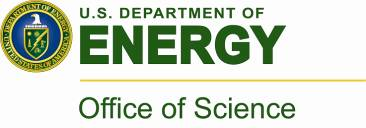 U.S. DEPARTMENT OF
ENERGY
Office of Science